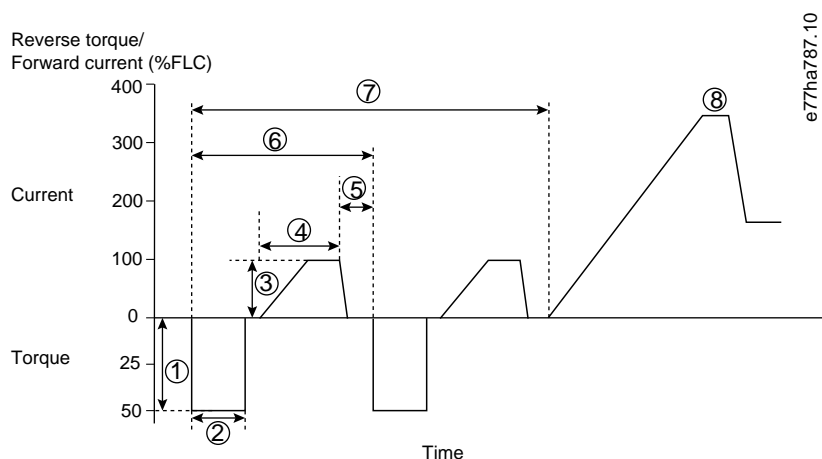 Reverse torque/
Forward current (%FLC)
e77ha787.10
400
300
200
100
0
25
50
Current
Torque
⑦
⑧
⑥
⑤
④
③
①
②
Time